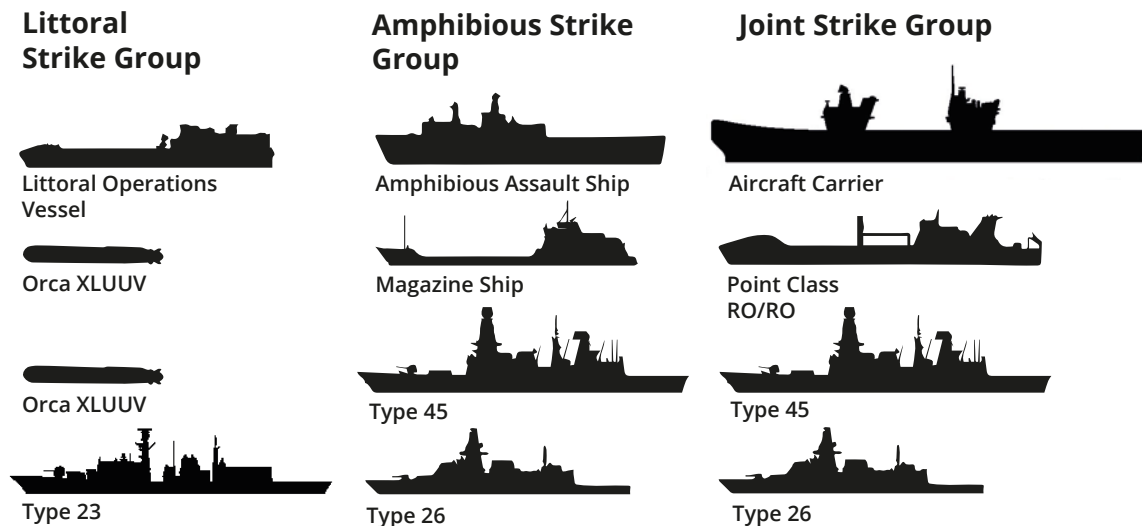 Littoral
Strike Group
Littoral Operations
Vessel
Orca XLUUV
Orca XLUUV
Type 23
Amphibious Strike
Group
Amphibious Assault Ship
Magazine Ship
Type 45
Type 26
Joint Strike Group
Aircraft Carrier
Point Class
RO/RO
Type 45
Type 26